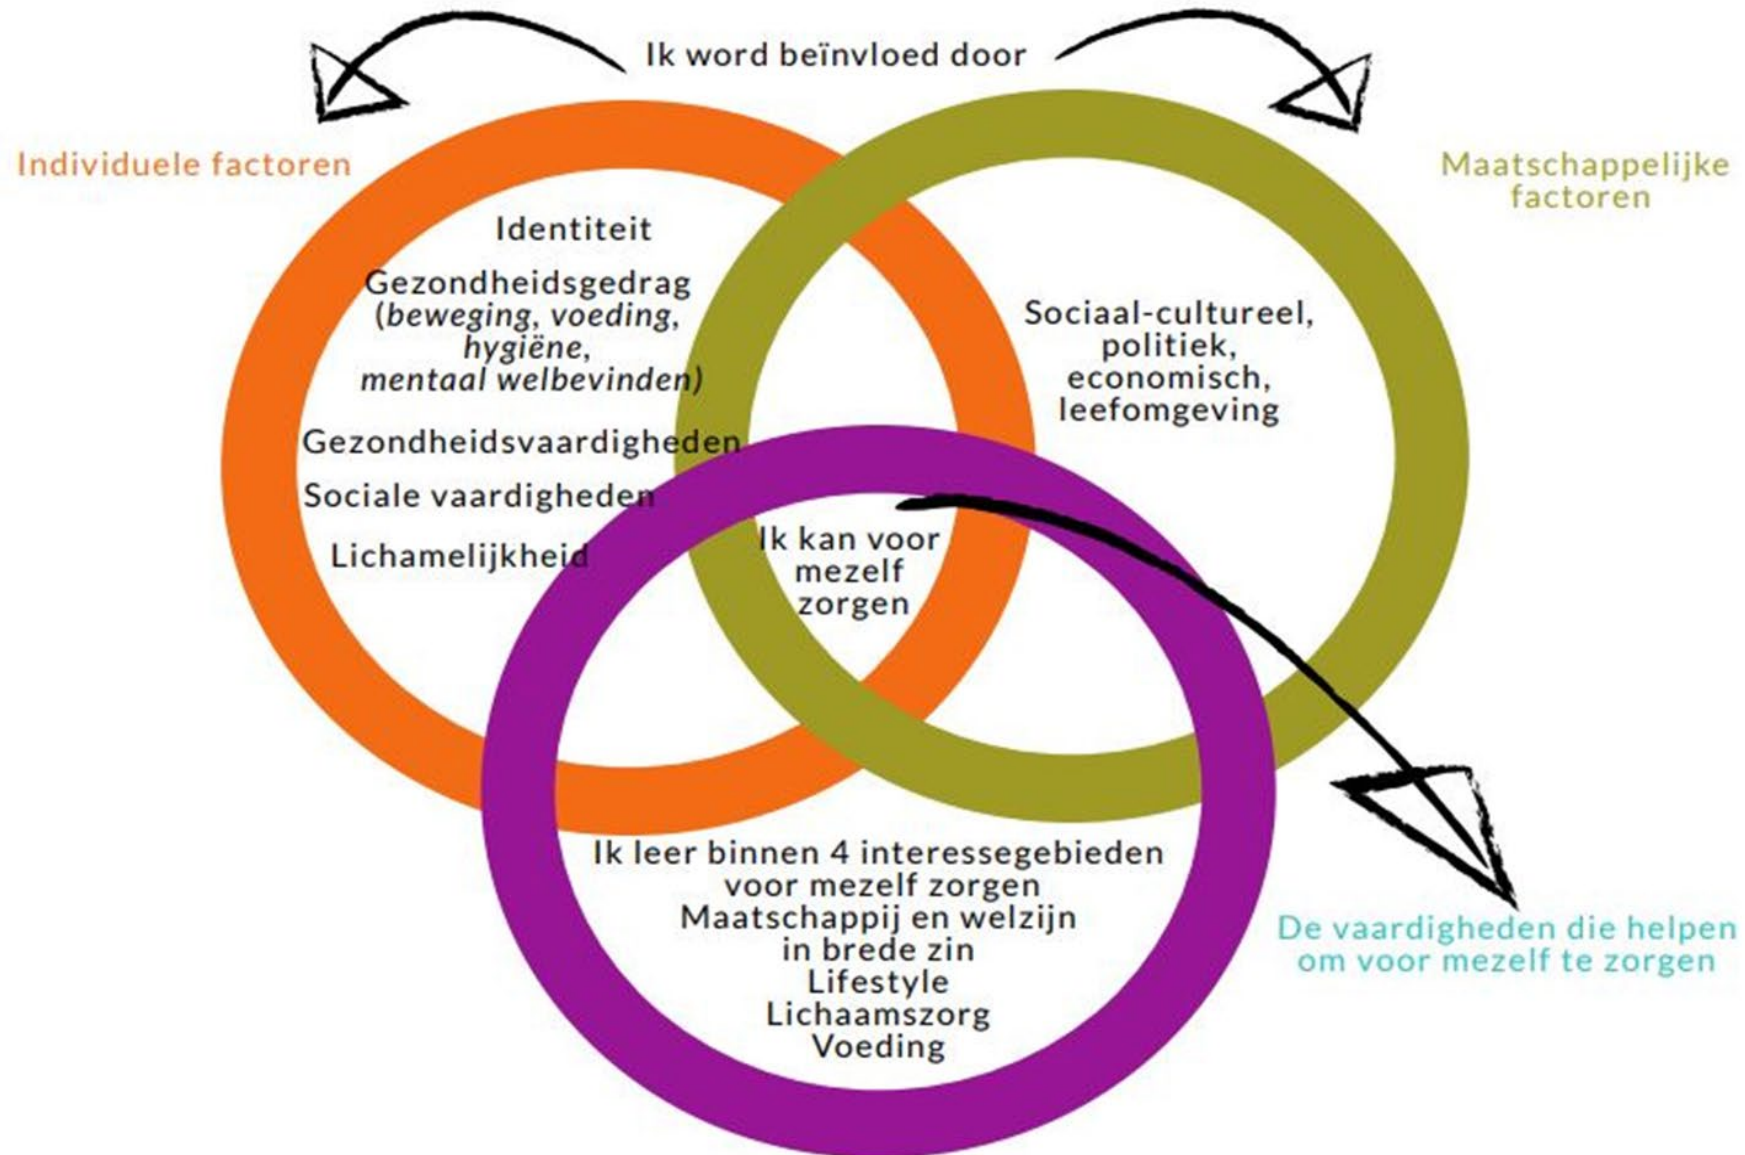 Ik word beïnvloed door
Individuele factoren
Maatschappelijke
factoren
Identiteit
Gezondheidsgedrag
(beweging, voeding,
hygiëne,
mentaal welbevinden)
Gezondheidsvaardigheden
Sociale vaardigheden
Lichamelijkheid
Sociaal-cultureel,
politiek,
economisch,
leefomgeving
Ik kan voor
mezelf
zorgen
Ik leer binnen 4 interessegebieden
voor mezelf zorgen
Maatschappij en welzijn
in brede zin
Lifestyle
Lichaamszorg
Voeding
De vaardigheden die helpen
om voor mezelf te zorgen